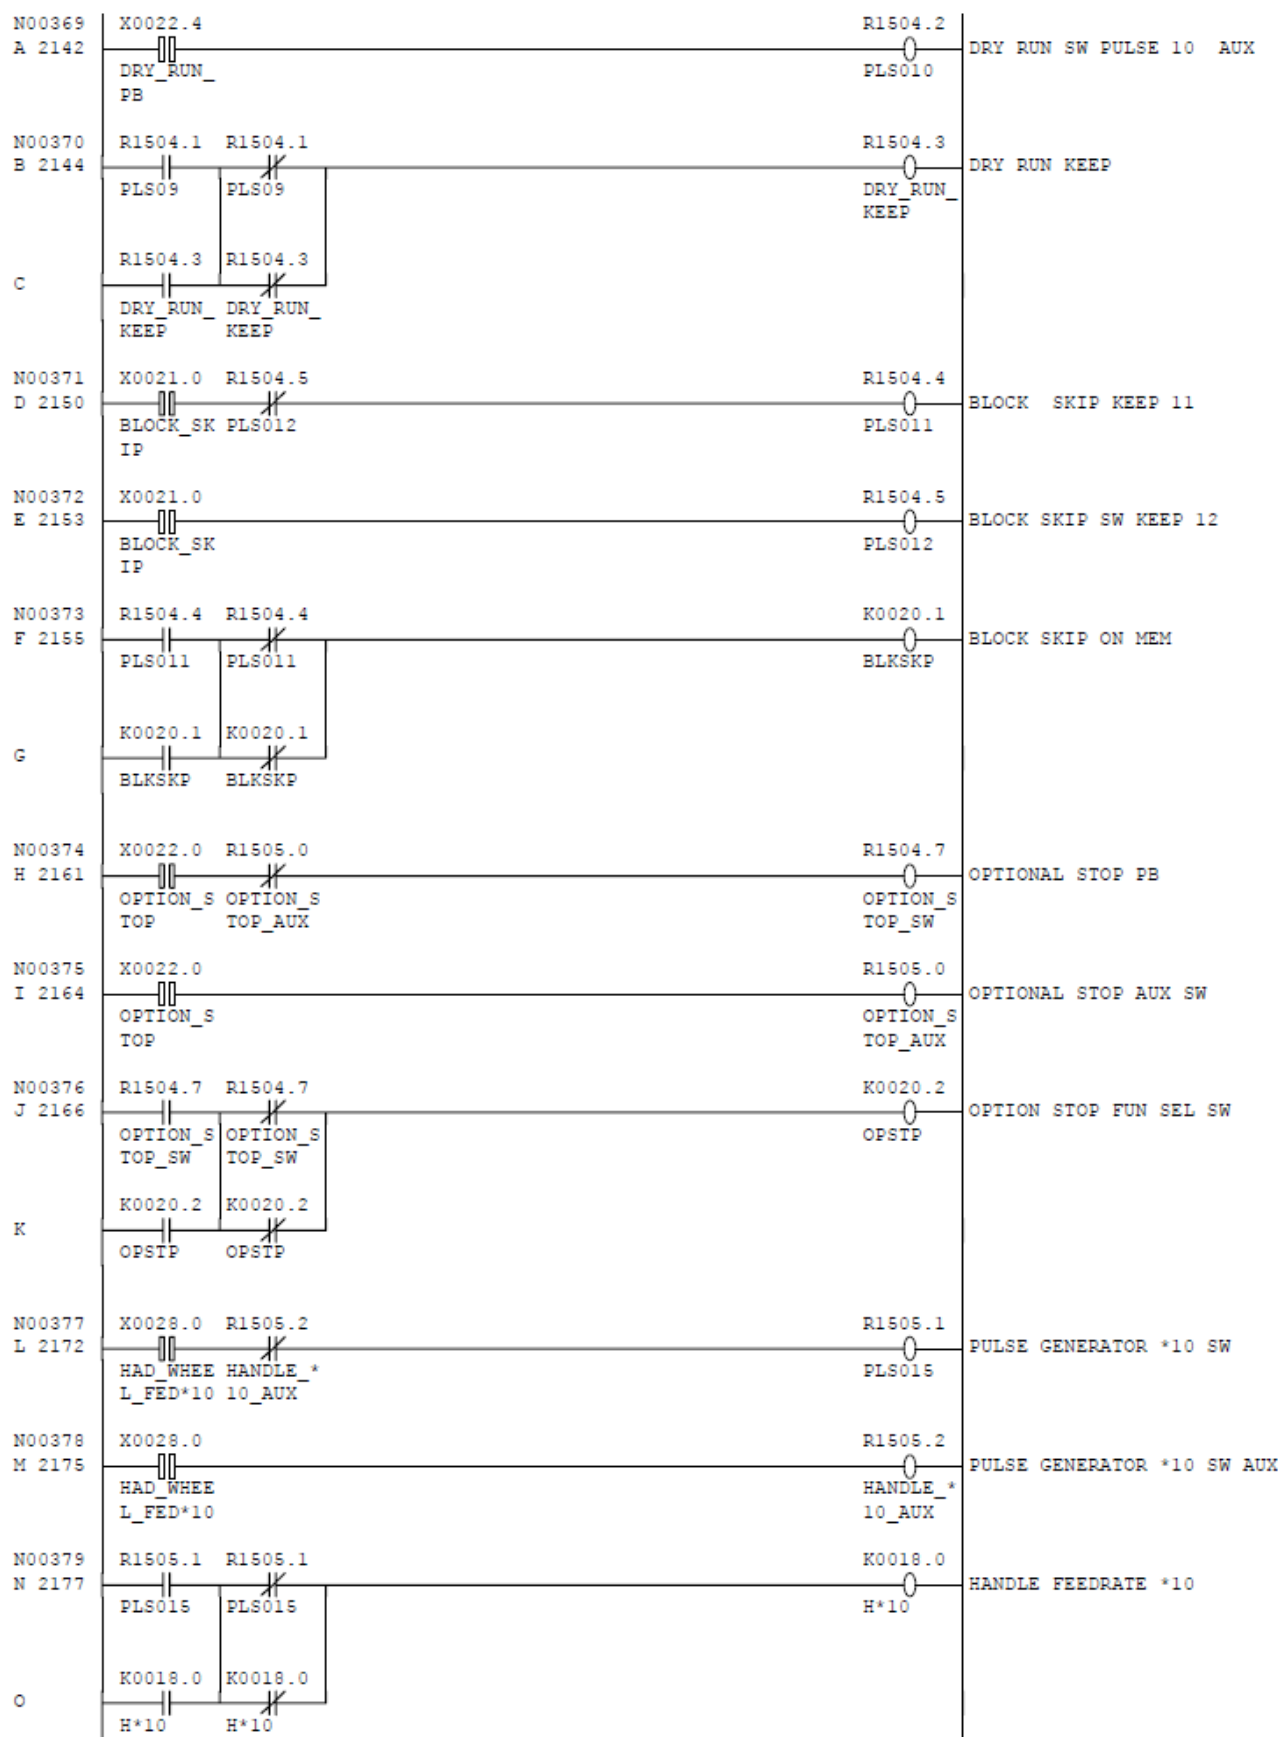 N00369 X0022.4 R1504.2
A 2142 DRY RUN SW PULSE 10 AUX
DRY_RUN_ PLS010
PB
N00370 R1504.1 R1504.1 R1504.3
B 2144 DRY RUN KEEP
PLS09 PLS09 DRY_RUN_
KEEP
R1504.3 R1504.3
C
DRY_RUN_ DRY_RUN_
KEEP KEEP
N00371 X0021.0 R1504.5 R1504.4
D 2150 BLOCK SKIP KEEP 11
BLOCK_SK PLS012 PLS011
IP
N00372 X0021.0 R1504.5
E 2153 BLOCK SKIP SW KEEP 12
BLOCK_SK PLS012
IP
N00373 R1504.4 R1504.4 K0020.1
F 2155 BLOCK SKIP ON MEM
PLS011 PLS011 BLKSKP
K0020.1 K0020.1
G
BLKSKP BLKSKP
N00374 X0022.0 R1505.0 R1504.7
H 2161 OPTIONAL STOP PB
OPTION_S OPTION_S OPTION_S
TOP TOP_AUX TOP_SW
N00375 X0022.0 R1505.0
I 2164 OPTIONAL STOP AUX SW
OPTION_S OPTION_S
TOP TOP_AUX
N00376 R1504.7 R1504.7 K0020.2
J 2166 OPTION STOP FUN SEL SW
OPTION_S OPTION_S OPSTP
TOP_SW TOP_SW
K0020.2 K0020.2
K
OPSTP OPSTP
N00377 X0028.0 R1505.2 R1505.1
L 2172 PULSE GENERATOR *10 SW
HAD_WHEE HANDLE_* PLS015
L_FED*10 10_AUX
N00378 X0028.0 R1505.2
M 2175 PULSE GENERATOR *10 SW AUX
HAD_WHEE HANDLE_*
L_FED*10 10_AUX
N00379 R1505.1 R1505.1 K0018.0
N 2177 HANDLE FEEDRATE *10
PLS015 PLS015 H*10
K0018.0 K0018.0
O
H*10 H*10